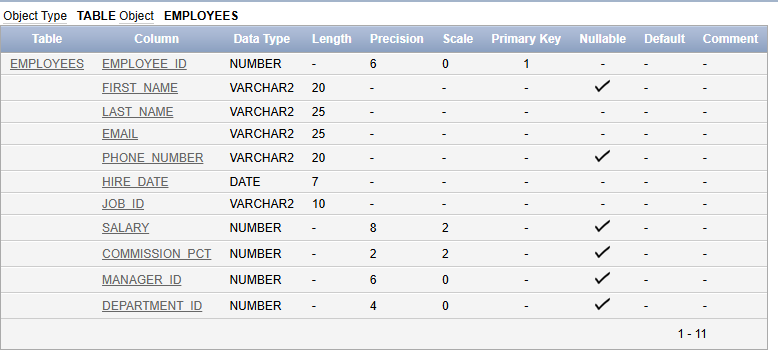 Object Type TABLE Object EMPLOYEES
Table Column Data Type Length Precision Scale Primary Key Nullable Default Comment
EMPLOYEES EMPLOYEE_ID NUMBER - 6 0 1 - - -
FIRST_NAME VARCHAR2 20 - - - ✓ - -
LAST_NAME VARCHAR2 25 - - - - - -
EMAIL VARCHAR2 25 - - - - - -
PHONE_NUMBER VARCHAR2 20 - - - ✓ - -
HIRE_DATE DATE 7 - - - - - -
JOB_ID VARCHAR2 10 - - - - - -
SALARY NUMBER - 8 2 - ✓ - -
COMMISSION_PCT NUMBER - 2 2 - ✓ - -
MANAGER_ID NUMBER - 6 0 - ✓ - -
DEPARTMENT_ID NUMBER - 4 0 - ✓ - -
1 - 11